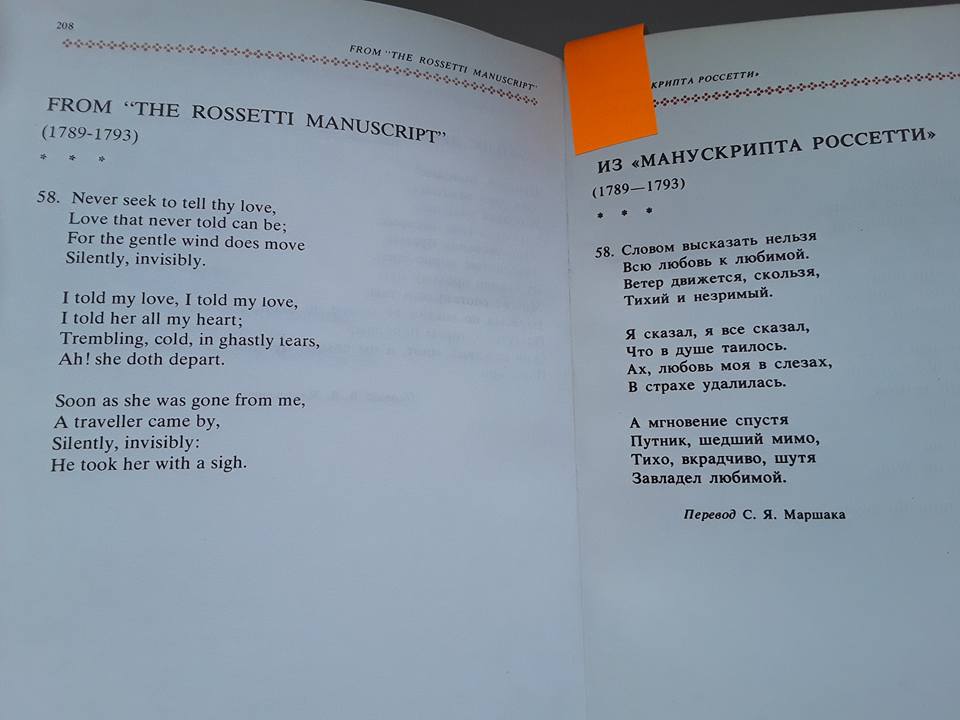 208
FROM "THE ROSSETTI MANUSCRIPT"
FROM "THE ROSSETTI MANUSCRIPT"
(1789-1793)
* * *
58. Never seek to tell thy love,
Love that never told can be;
For the gentle wind does move
Silently, invisibly.
I told my love, I told my love,
I told her all my heart;
Trembling, cold, in ghastly tears,
Ah! she doth depart.
Soon as she was gone from me,
A traveller came by,
Silently, invisibly:
He took her with a sigh.
КРИПТА РОССЕТТИ»
ИЗ «МАНУСКРИПТА РОССЕТТИ»
(1789—1793)
* * *
58. Словом высказать нельзя
Всю любовь к любимой.
Ветер движется, скользя,
Тихий и незримый.
Я сказал, я все сказал,
Что в душе таилось.
Ах, любовь моя в слезах,
В страхе удалилась.
А мгновение спустя
Путник, шедший мимо,
Тихо, вкрадчиво, шутя
Завладел любимой.
Перевод С. Я. Маршака